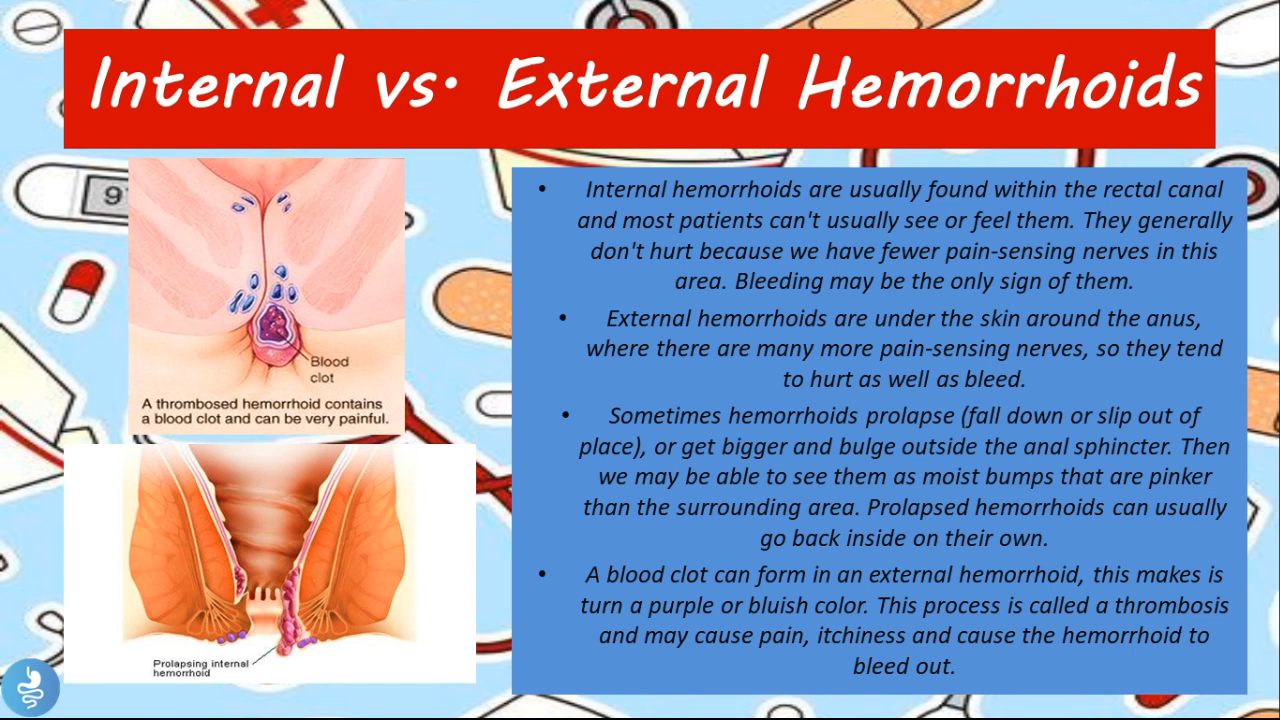 Internal vs. External Hemorrhoids
9
Blood
clot
A thrombosed hemorrhoid contains
a blood clot and can be very painful.
Prolapsing internal
hemorrhoid
• Internal hemorrhoids are usually found within the rectal canal
and most patients can't usually see or feel them. They generally
don't hurt because we have fewer pain-sensing nerves in this
area. Bleeding may be the only sign of them.
• External hemorrhoids are under the skin around the anus,
where there are many more pain-sensing nerves, so they tend
to hurt as well as bleed.
• Sometimes hemorrhoids prolapse (fall down or slip out of
place), or get bigger and bulge outside the anal sphincter. Then
we may be able to see them as moist bumps that are pinker
than the surrounding area. Prolapsed hemorrhoids can usually
go back inside on their own.
• A blood clot can form in an external hemorrhoid, this makes is
turn a purple or bluish color. This process is called a thrombosis
and may cause pain, itchiness and cause the hemorrhoid to
bleed out.